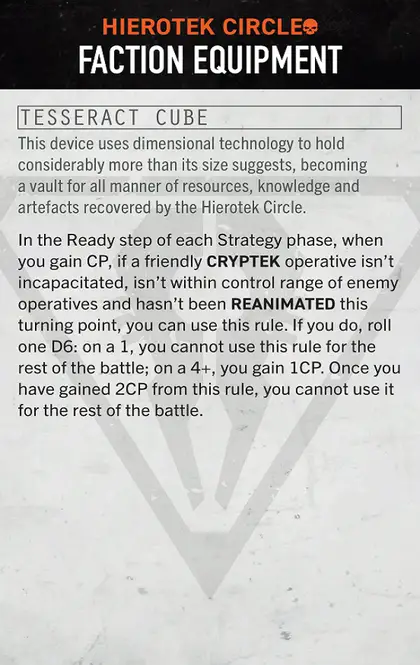 HIEROTEK CIRCLE
FACTION EQUIPMENT
TESSERACT CUBE
This device uses dimensional technology to hold
considerably more than its size suggests, becoming
a vault for all manner of resources, knowledge and
artefacts recovered by the Hierotek Circle.
In the Ready step of each Strategy phase, when
you gain CP, if a friendly CRYPTEK operative isn’t
incapacitated, isn’t within control range of enemy
operatives and hasn’t been REANIMATED this
turning point, you can use this rule. If you do, roll
one D6: on a 1, you cannot use this rule for the
rest of the battle; on a 4+, you gain 1CP. Once you
have gained 2CP from this rule, you cannot use it
for the rest of the battle.